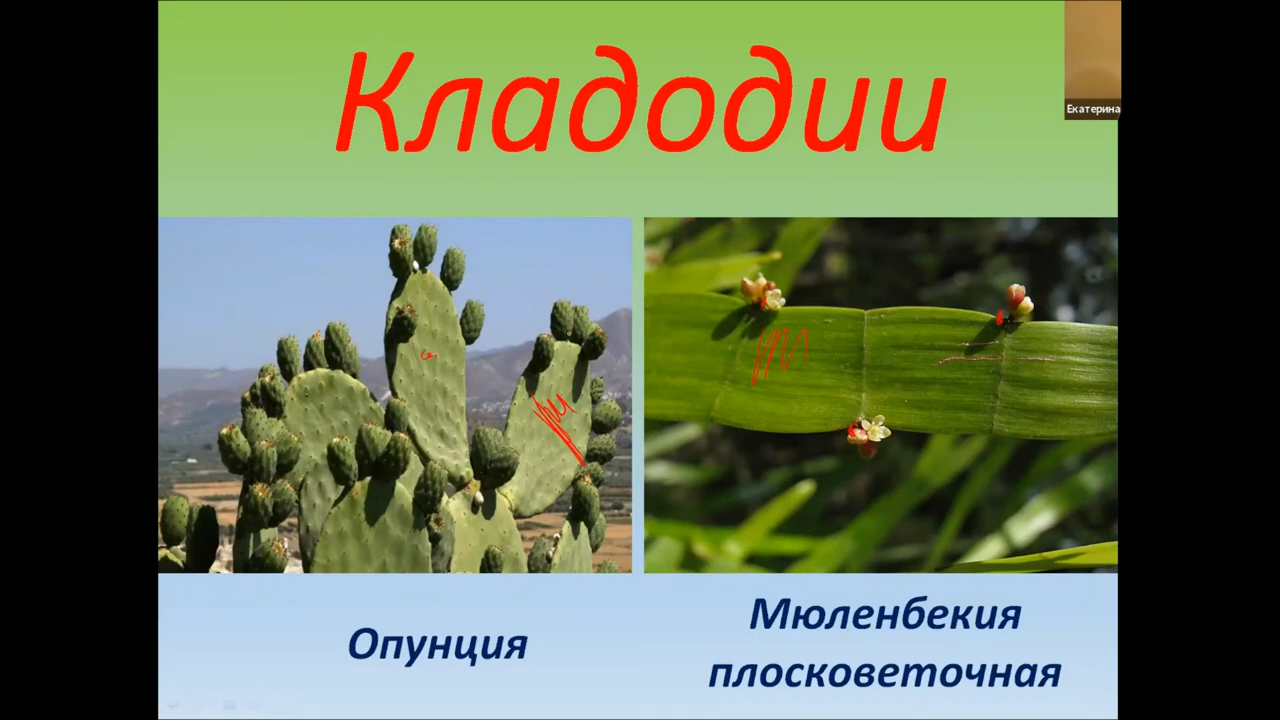 Кладодии
Екатерина
Опунция
Мюленбекия
плосковеточная